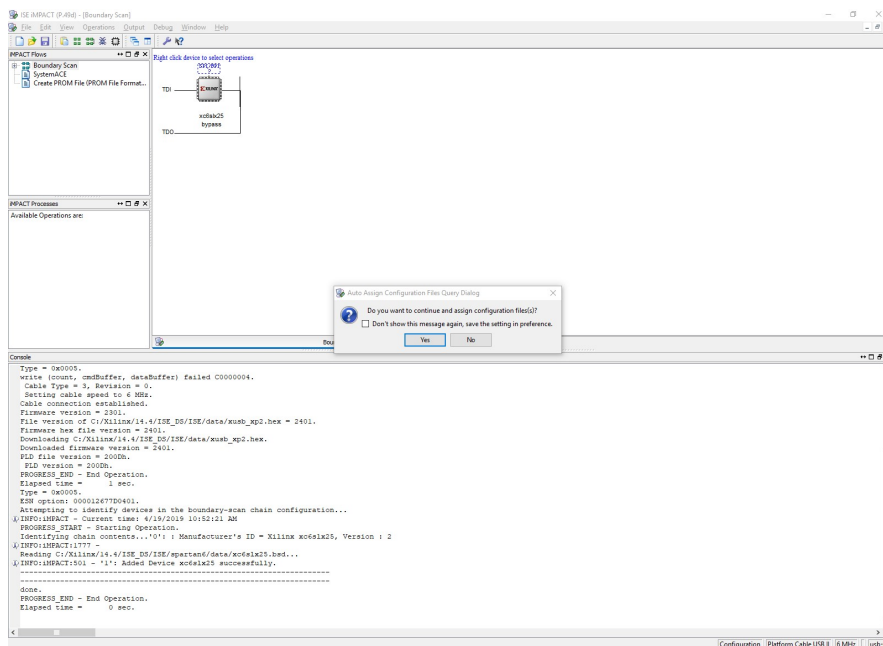 ISE iMPACT (P.49d) - [Boundary Scan]
File Edit View Operations Output Debug Window Help
iMPACT Flows
Boundary Scan
SystemACE
Create PROM File (PROM File Format...
Right click device to select operations
TDI
XILINX
xc6slx25
bypass
TDO
iMPACT Processes
Available Operations are:
Auto Assign Configuration Files Query Dialog
Do you want to continue and assign configuration files(s)?
Don't show this message again, save the setting in preference.
Yes No
Bou
Console
Type = 0x0005.
write (count, cmdBuffer, dataBuffer) failed C0000004.
Cable Type = 3, Revision = 0.
Setting cable speed to 6 MHz.
Cable connection established.
Firmware version = 2301.
File version of C:/Xilinx/14.4/ISE_DS/ISE/data/xusb_xp2.hex = 2401.
Firmware hex file version = 2401.
Downloading C:/Xilinx/14.4/ISE_DS/ISE/data/xusb_xp2.hex.
Downloaded firmware version = 2401.
PLD file version = 200Dh.
PLD version = 200Dh.
PROGRESS_END - End Operation.
Elapsed time = 1 sec.
Type = 0x0005.
ESN option: 000012677D0401.
Attempting to identify devices in the boundary-scan chain configuration...
INFO:iMPACT - Current time: 4/19/2019 10:52:21 AM
PROGRESS_START - Starting Operation.
Identifying chain contents...'0': : Manufacturer's ID = Xilinx xc6slx25, Version : 2
INFO:iMPACT:1777 -
Reading C:/Xilinx/14.4/ISE_DS/ISE/spartan6/data/xc6slx25.bsd...
INFO:iMPACT:501 - '1': Added Device xc6slx25 successfully.
----------------------------------------------------------------------
----------------------------------------------------------------------
done.
PROGRESS_END - End Operation.
Elapsed time = 0 sec.
Configuration Platform Cable USB II 6 MHz usb-